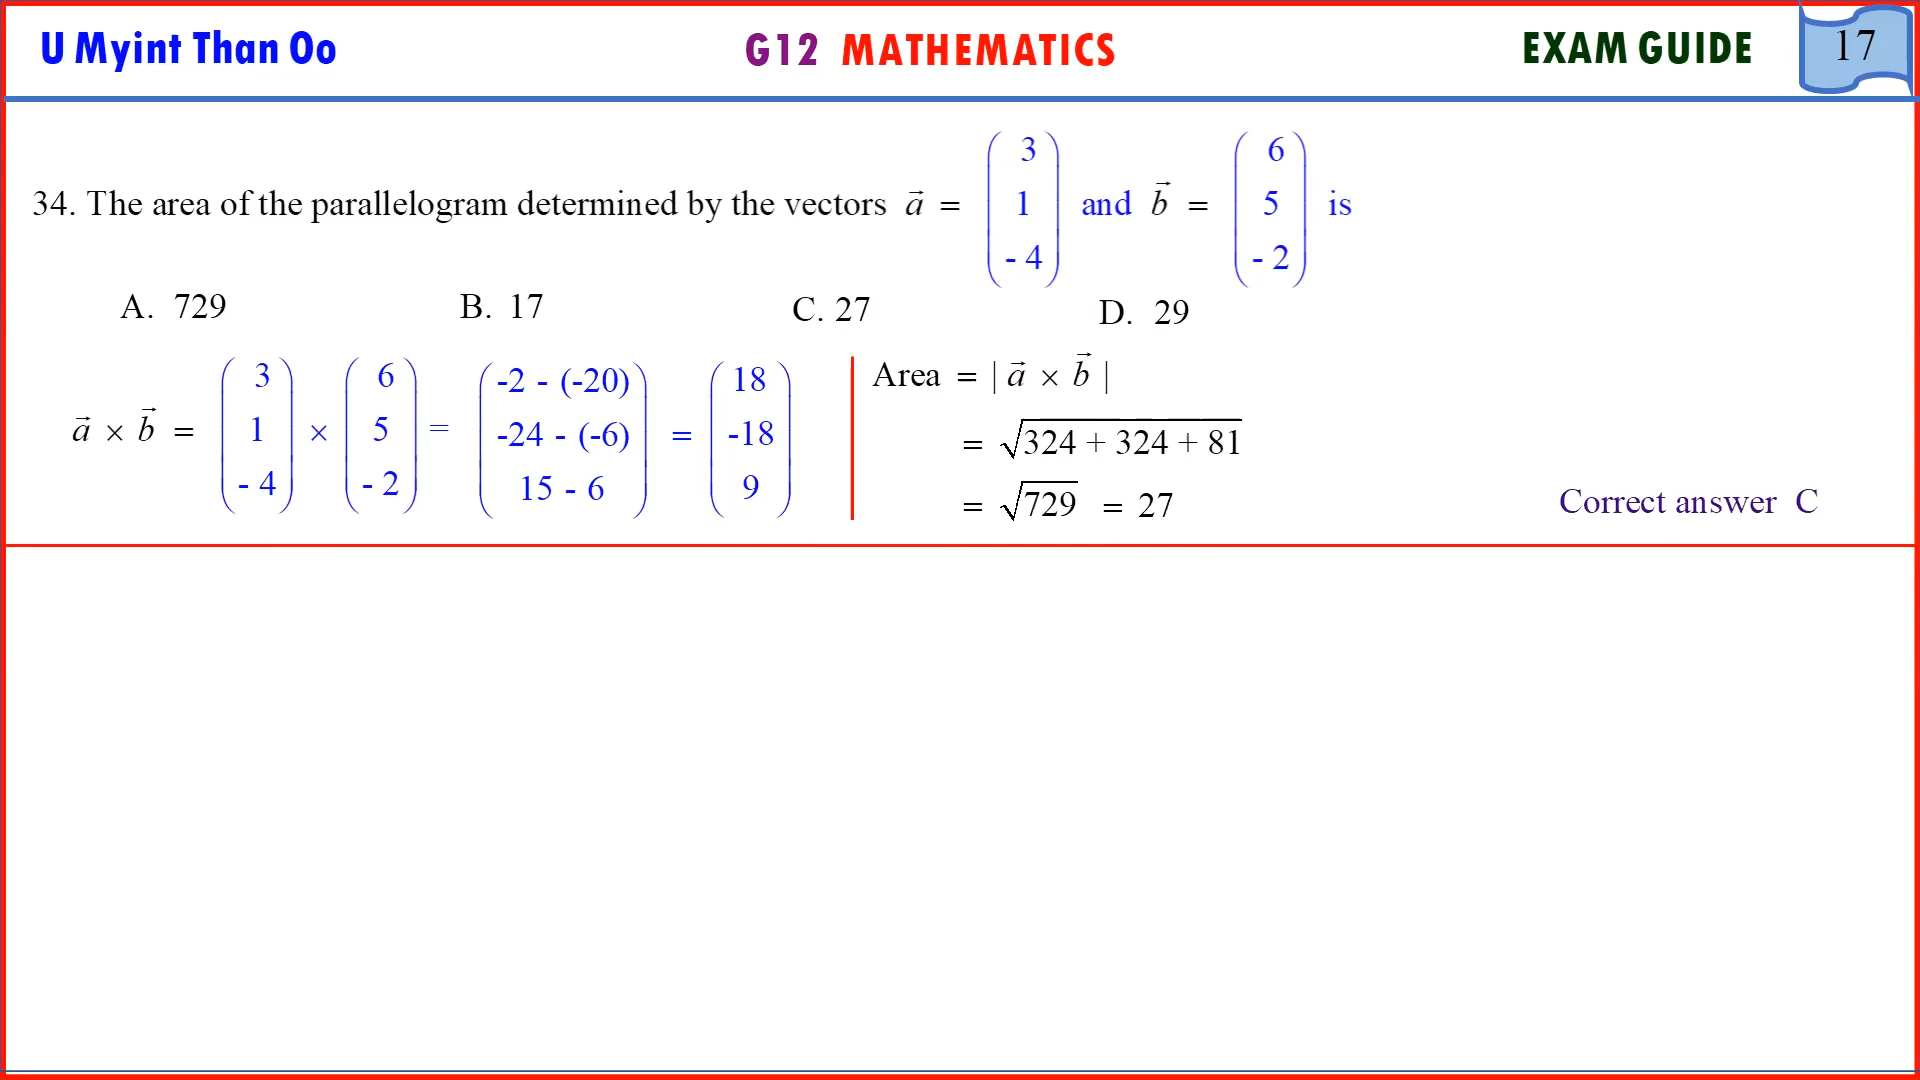 U Myint Than Oo G12 MATHEMATICS EXAM GUIDE 17
34. The area of the parallelogram determined by the vectors a⃗ = ( 3 1 - 4 ) and b⃗ = ( 6 5 - 2 ) is
A. 729 B. 17 C. 27 D. 29
a⃗ × b⃗ = ( 3 1 - 4 ) × ( 6 5 - 2 ) = ( -2 - (-20) -24 - (-6) 15 - 6 ) = ( 18 -18 9 )
Area = | a⃗ × b⃗ |
= √(324 + 324 + 81)
= √729 = 27
Correct answer C